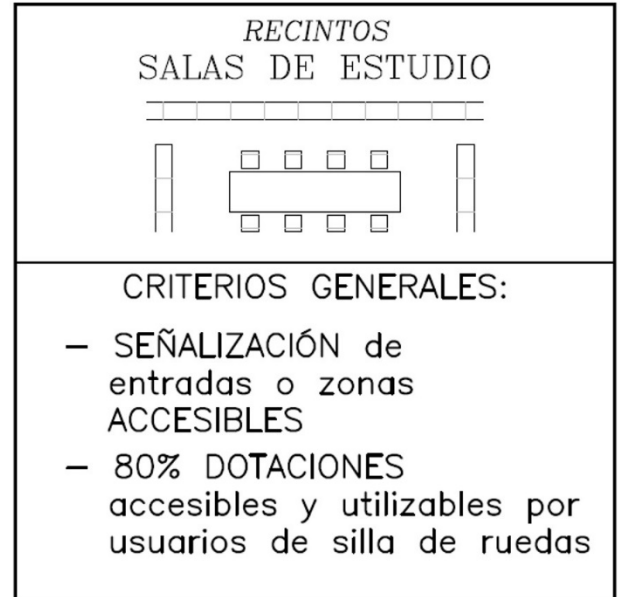 RECINTOS
SALAS DE ESTUDIO
CRITERIOS GENERALES:
– SEÑALIZACIÓN de
entradas o zonas
ACCESIBLES
– 80% DOTACIONES
accesibles y utilizables por
usuarios de silla de ruedas